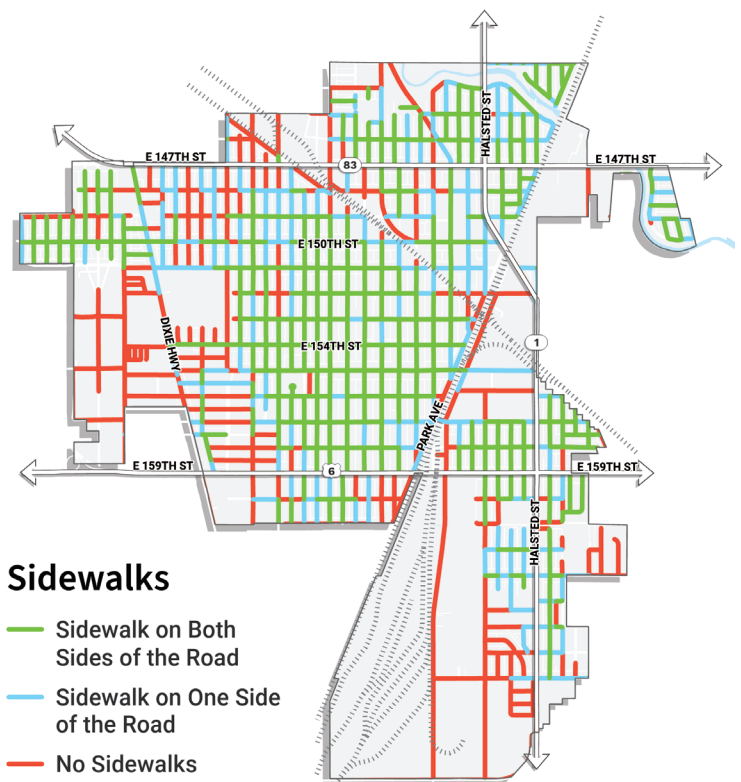 HALSTED ST
E 147TH ST
83
E 147TH ST
E 150TH ST
DIXIE HWY
E 154TH ST
1
PARK AVE
E 159TH ST
6
E 159TH ST
HALSTED ST
Sidewalks
Sidewalk on Both
Sides of the Road
Sidewalk on One Side
of the Road
No Sidewalks